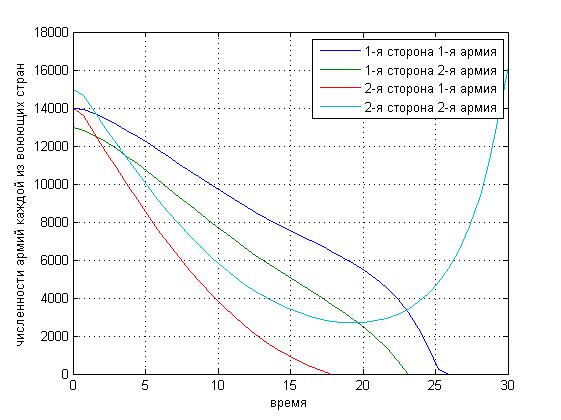 18000
16000
14000
12000
10000
8000
6000
4000
2000
0
численности армий каждой из воюющих стран
1-я сторона 1-я армия
1-я сторона 2-я армия
2-я сторона 1-я армия
2-я сторона 2-я армия
0 5 10 15 20 25 30
время